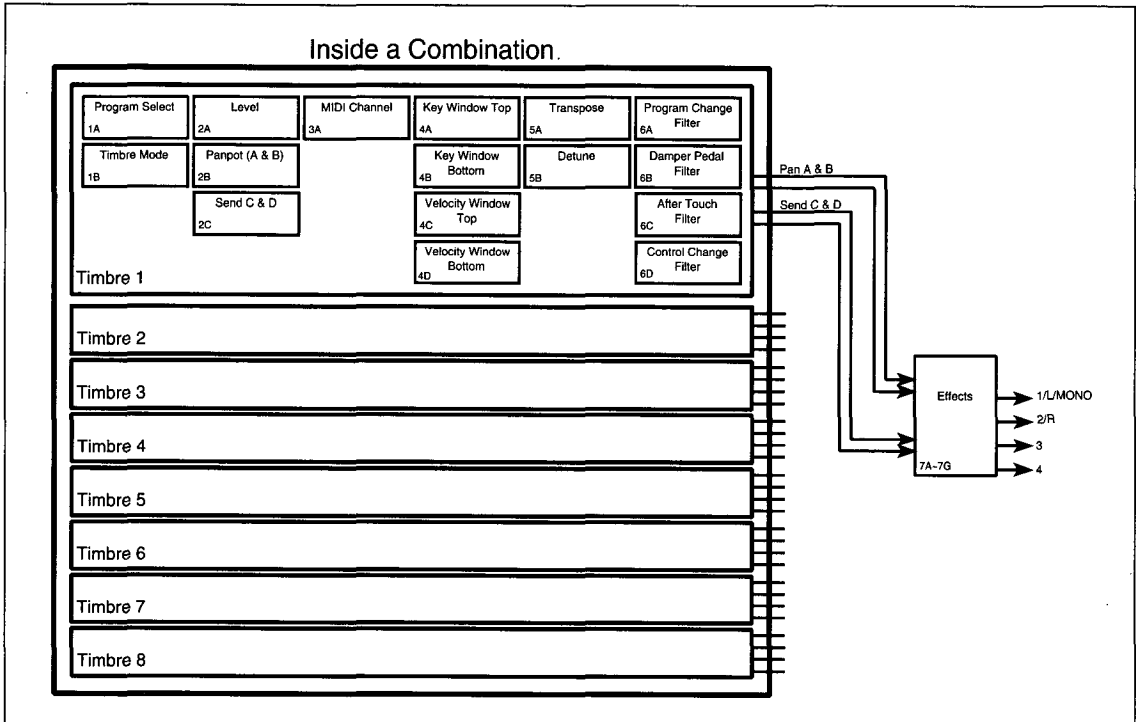 Inside a Combination.
Program Select
1A
Level
2A
MIDI Channel
3A
Key Window Top
4A
Transpose
5A
Program Change
Filter
6A
Timbre Mode
1B
Panpot (A & B)
2B
Key Window
Bottom
4B
Detune
5B
Damper Pedal
Filter
6B
Send C & D
2C
Velocity Window
Top
4C
After Touch
Filter
6C
Velocity Window
Bottom
4D
Control Change
Filter
6D
Timbre 1
Pan A & B
Send C & D
Timbre 2
Timbre 3
Timbre 4
Timbre 5
Timbre 6
Timbre 7
Timbre 8
Effects
7A~7G
1/L/MONO
2/R
3
4